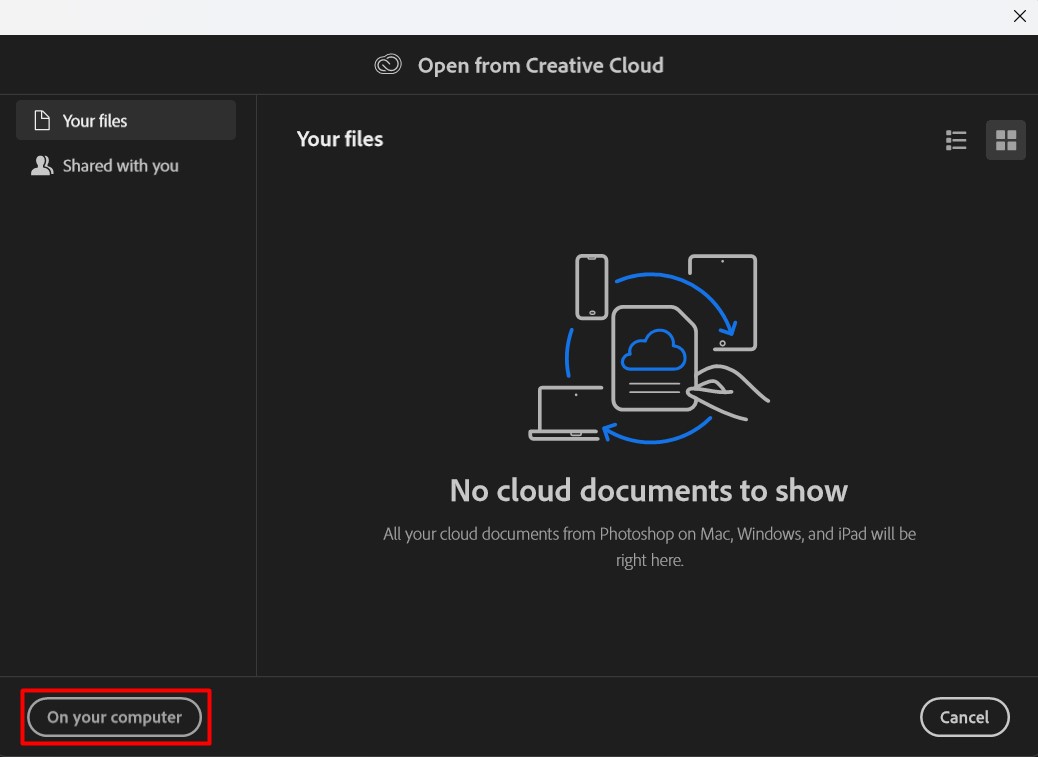 Open from Creative Cloud
Your files
Shared with you
Your files
No cloud documents to show
All your cloud documents from Photoshop on Mac, Windows, and iPad will be
right here.
On your computer
Cancel